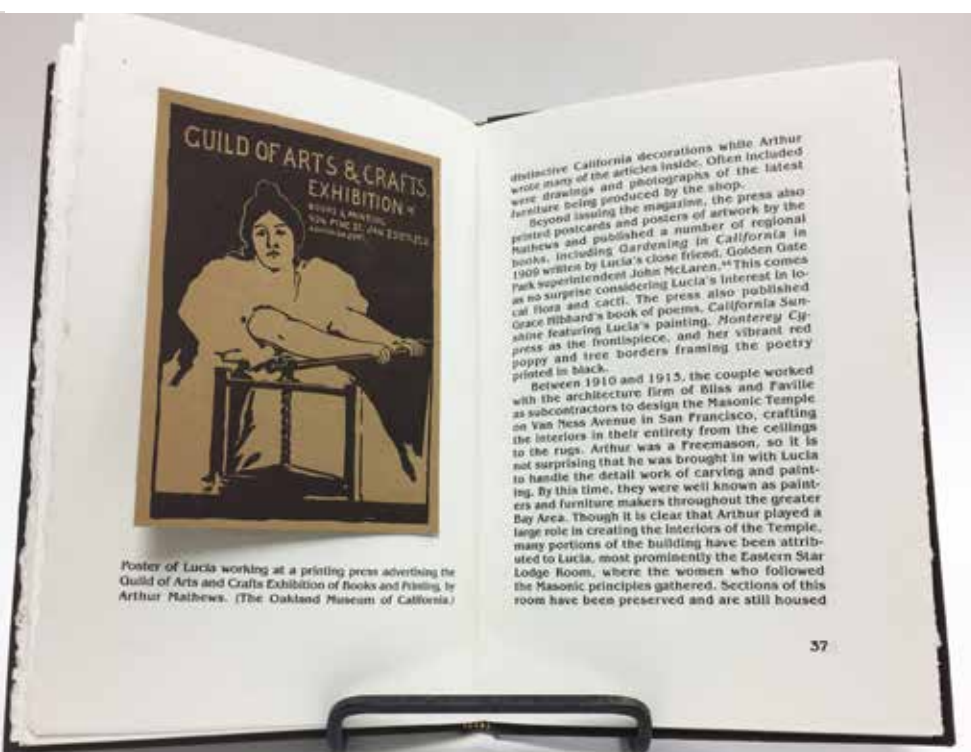 GUILD OF ARTS & CRAFTS.
EXHIBITION OF
BOOKS & PRINTING
PINE ST. JAN
Poster of Lucia working at a printing press advertising the
Guild of Arts and Crafts Exhibition of Books and Printing, by
Arthur Mathews. (The Oakland Museum of California.)
distinctive California decorations while Arthur
wrote many of the articles inside. Often included
were drawings and photographs of the latest
furniture being produced by the shop.
Beyond issuing the magazine, the press also
printed postcards and posters of artwork by the
Mathews and published a number of regional
books, including Gardening in California in
1909 written by Lucia's close friend, Golden Gate
Park superintendent John McLaren. This comes
as no surprise considering Lucia's interest in lo-
cal flora and cacti. The press also published
Grace Hibbard's book of poems, California Sun-
shine featuring Lucia's painting, Monterey Cy-
press as the frontispiece, and her vibrant red
poppy and tree borders framing the poetry
printed in black.
Between 1910 and 1913, the couple worked
with the architecture firm of Bliss and Faville
as subcontractors to design the Masonic Temple
on Van Ness Avenue in San Francisco, crafting
the interiors in their entirety from the ceilings
to the rugs. Arthur was a Freemason, so it is
not surprising that he was brought in with Lucia
to handle the detail work of carving and paint-
ing. By this time, they were well known as paint-
ers and furniture makers throughout the greater
Bay Area. Though it is clear that Arthur played a
large role in creating the interiors of the Temple,
many portions of the building have been attrib-
uted to Lucia, most prominently the Eastern Star
Lodge Room, where the women who followed
the Masonic principles gathered. Sections of this
room have been preserved and are still housed
37